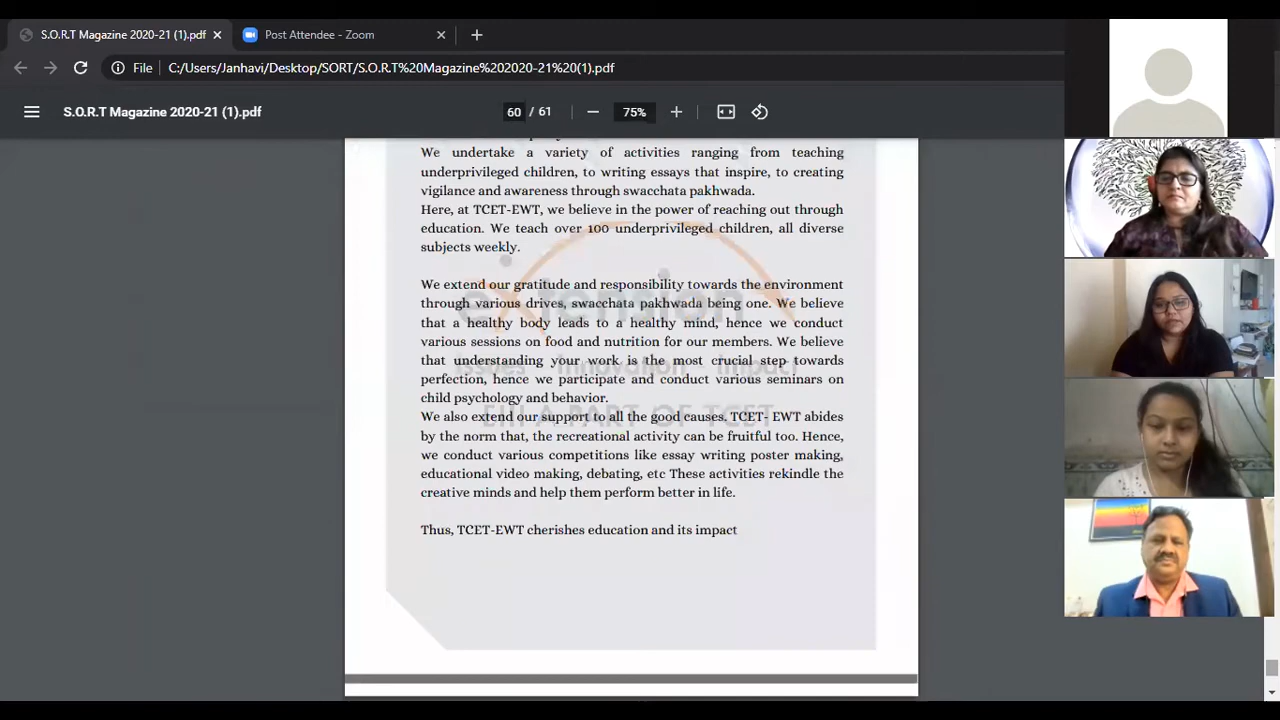 S.O.R.T Magazine 2020-21 (1).pdf
Post Attendee - Zoom
File
C:/Users/Janhavi/Desktop/SORT/S.O.R.T%20Magazine%202020-21%20(1).pdf
S.O.R.T Magazine 2020-21 (1).pdf
60 / 61
75%
We undertake a variety of activities ranging from teaching
underprivileged children, to writing essays that inspire, to creating
vigilance and awareness through swacchata pakhwada.
Here, at TCET-EWT, we believe in the power of reaching out through
education. We teach over 100 underprivileged children, all diverse
subjects weekly.
We extend our gratitude and responsibility towards the environment
through various drives, swacchata pakhwada being one. We believe
that a healthy body leads to a healthy mind, hence we conduct
various sessions on food and nutrition for our members. We believe
that understanding your work is the most crucial step towards
perfection, hence we participate and conduct various seminars on
child psychology and behavior.
We also extend our support to all the good causes. TCET- EWT abides
by the norm that, the recreational activity can be fruitful too. Hence,
we conduct various competitions like essay writing poster making,
educational video making, debating, etc These activities rekindle the
creative minds and help them perform better in life.
Thus, TCET-EWT cherishes education and its impact
extension
Issues - Innovation - Impact